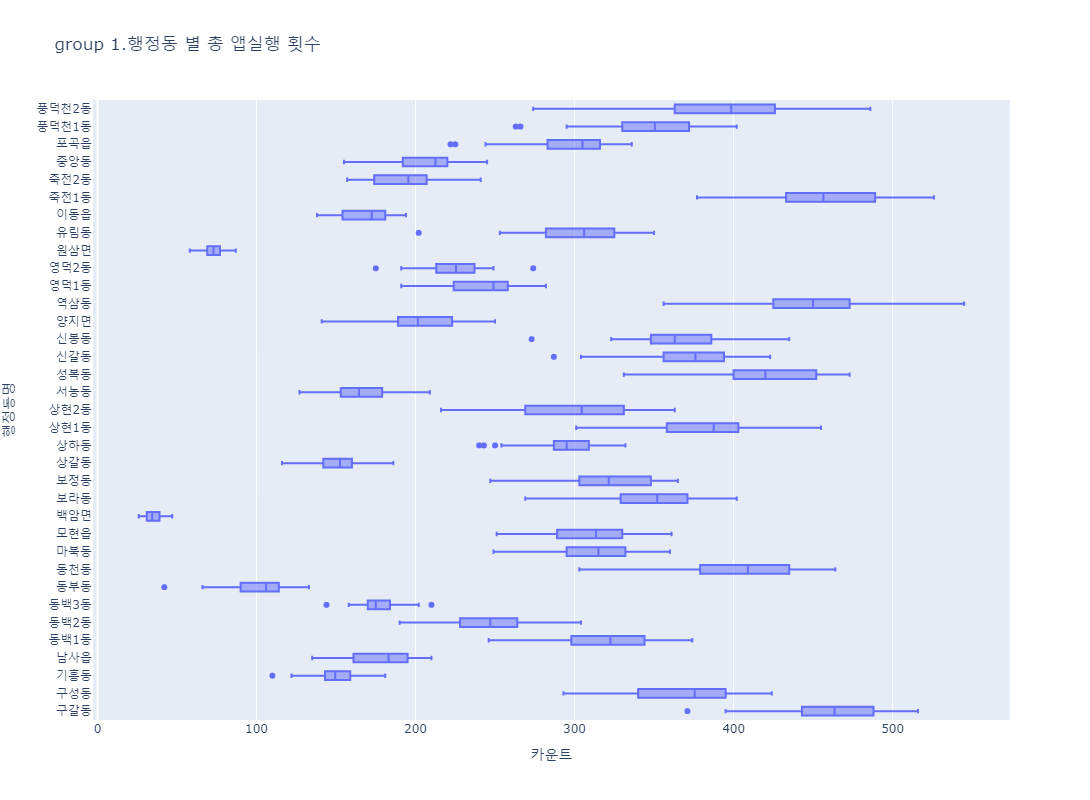 group 1.행정동 별 총 앱실행 횟수
풍덕천2동
풍덕천1동
포곡읍
중앙동
죽전2동
죽전1동
이동읍
유림동
원삼면
영덕2동
영덕1동
역삼동
양지면
신봉동
신갈동
성복동
서농동
상현2동
상현1동
상하동
상갈동
보정동
보라동
백암면
모현읍
마북동
동천동
동부동
동백3동
동백2동
동백1동
남사읍
기흥동
구성동
구갈동
행정동명
0 100 200 300 400 500
카운트